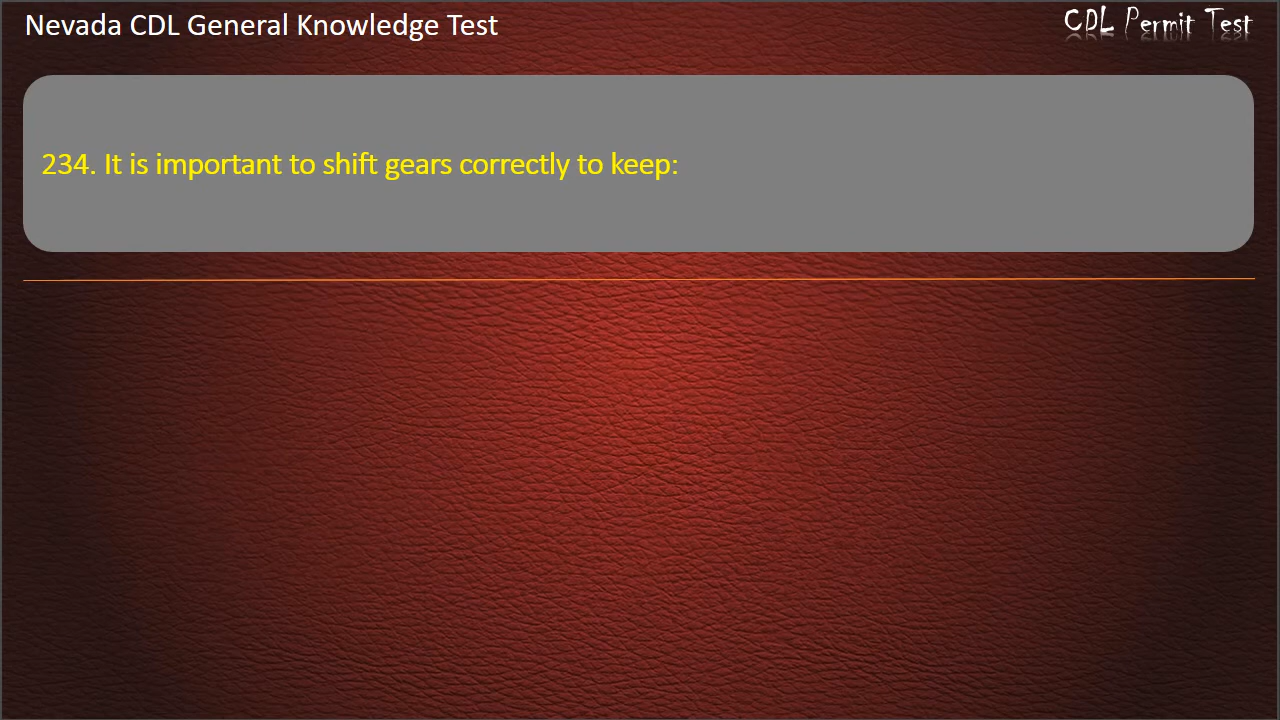 Nevada CDL General Knowledge Test
CDL Permit Test
234. It is important to shift gears correctly to keep: